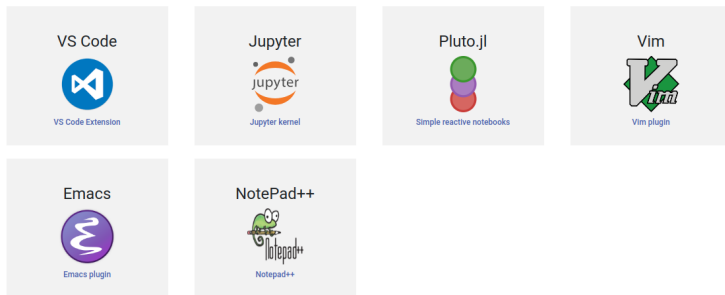 VS Code
Jupyter
Pluto.jl
Vim
jupyter
Vim
VS Code Extension
Jupyter kernel
Simple reactive notebooks
Vim plugin
Emacs
NotePad++
Notepad++
Emacs plugin
Notepad++